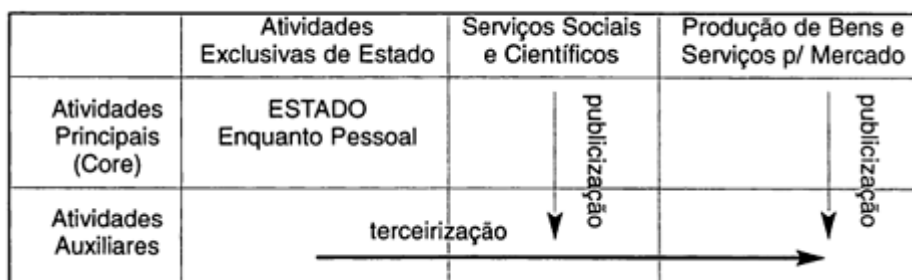 Atividades
Exclusivas de Estado
Serviços Sociais
e Científicos
Produção de Bens e
Serviços p/ Mercado
Atividades
Principais
(Core)
ESTADO
Enquanto Pessoal
publicização
publicização
Atividades
Auxiliares
terceirização